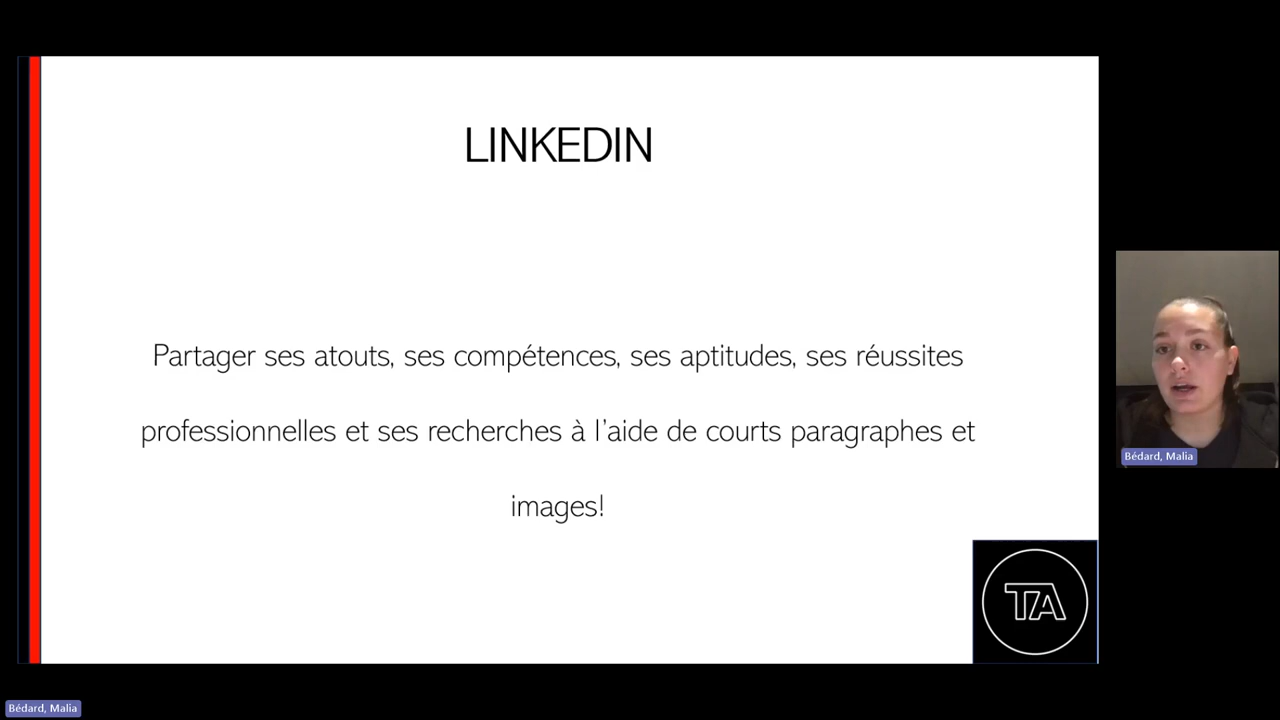 LINKEDIN
Partager ses atouts, ses compétences, ses aptitudes, ses réussites
professionnelles et ses recherches à l'aide de courts paragraphes et
images!
TA
Bédard, Malia
Bédard, Malia